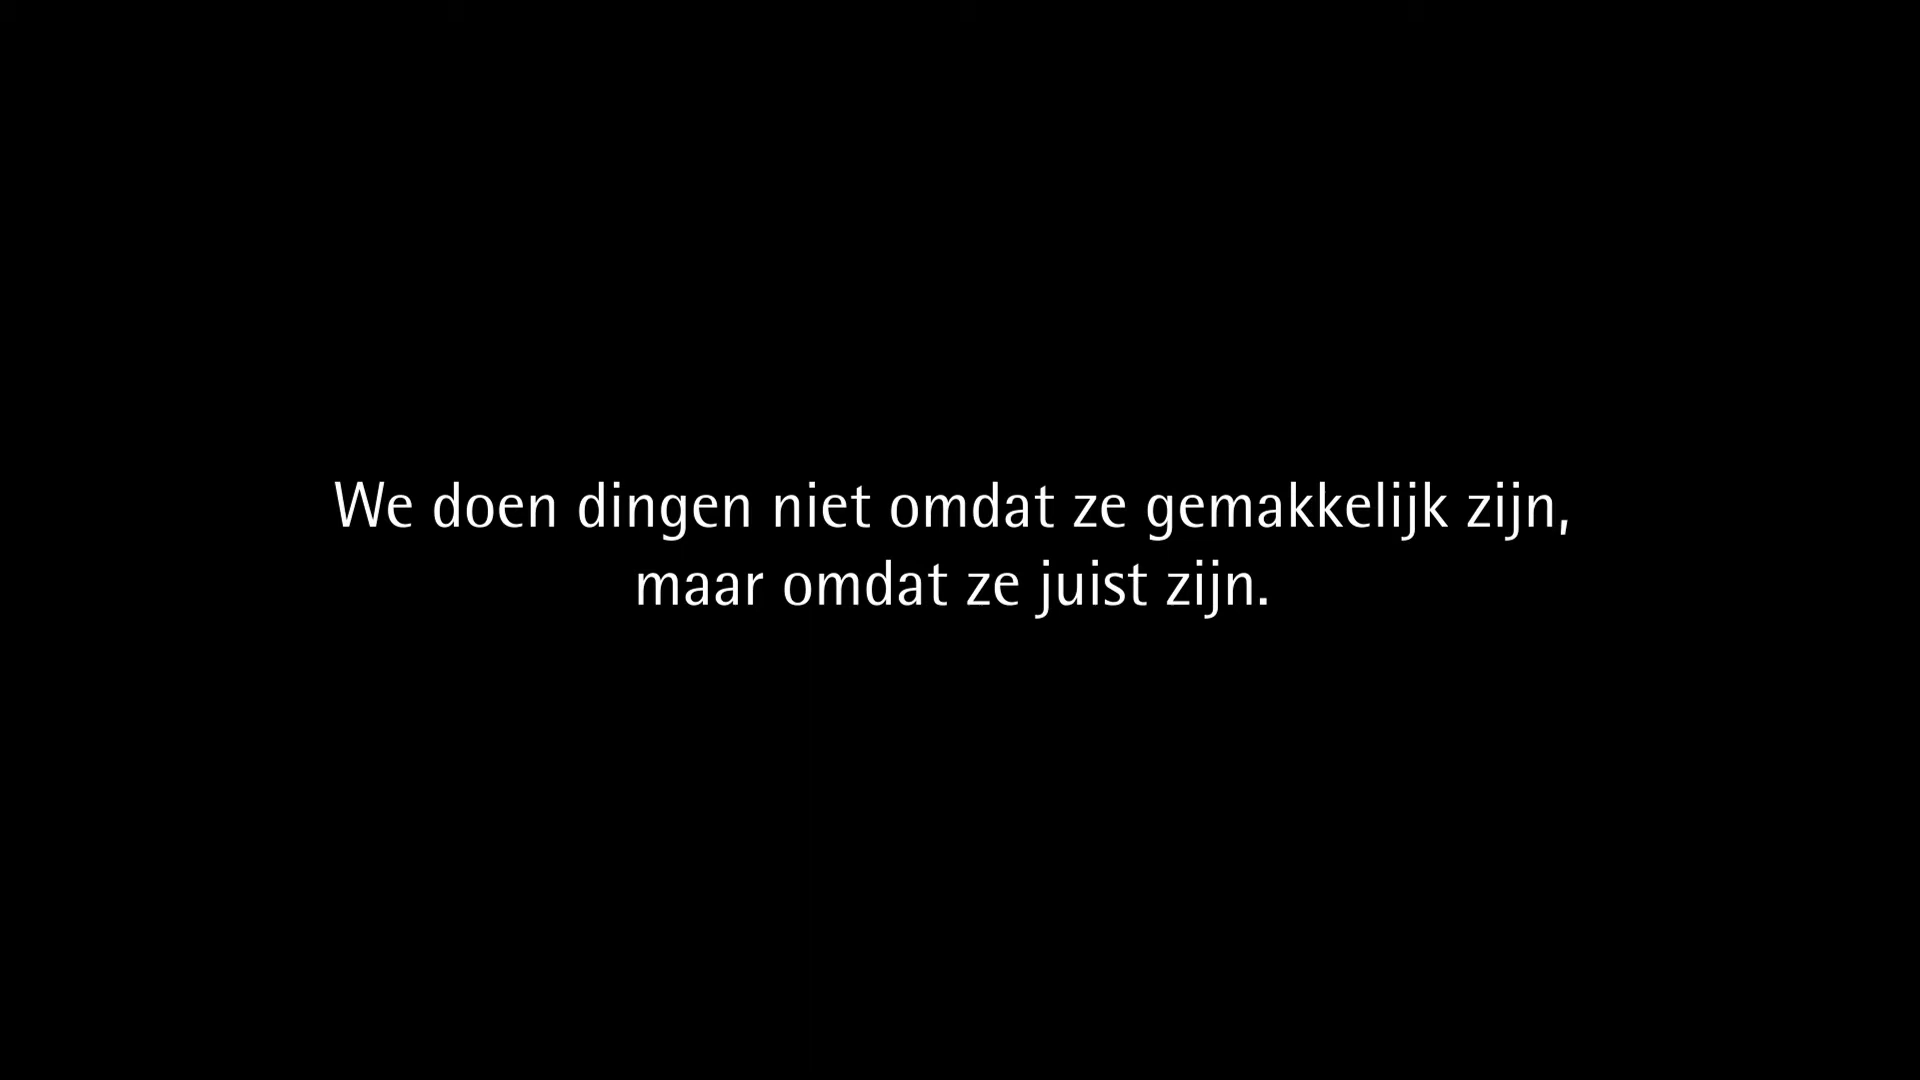 We doen dingen niet omdat ze gemakkelijk zijn,
maar omdat ze juist zijn.